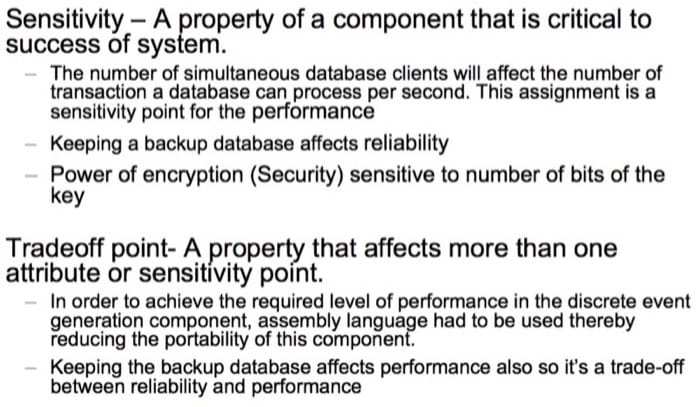 Sensitivity – A property of a component that is critical to
success of system.
– The number of simultaneous database clients will affect the number of
transaction a database can process per second. This assignment is a
sensitivity point for the performance
– Keeping a backup database affects reliability
– Power of encryption (Security) sensitive to number of bits of the
key
Tradeoff point- A property that affects more than one
attribute or sensitivity point.
– In order to achieve the required level of performance in the discrete event
generation component, assembly language had to be used thereby
reducing the portability of this component.
– Keeping the backup database affects performance also so it's a trade-off
between reliability and performance